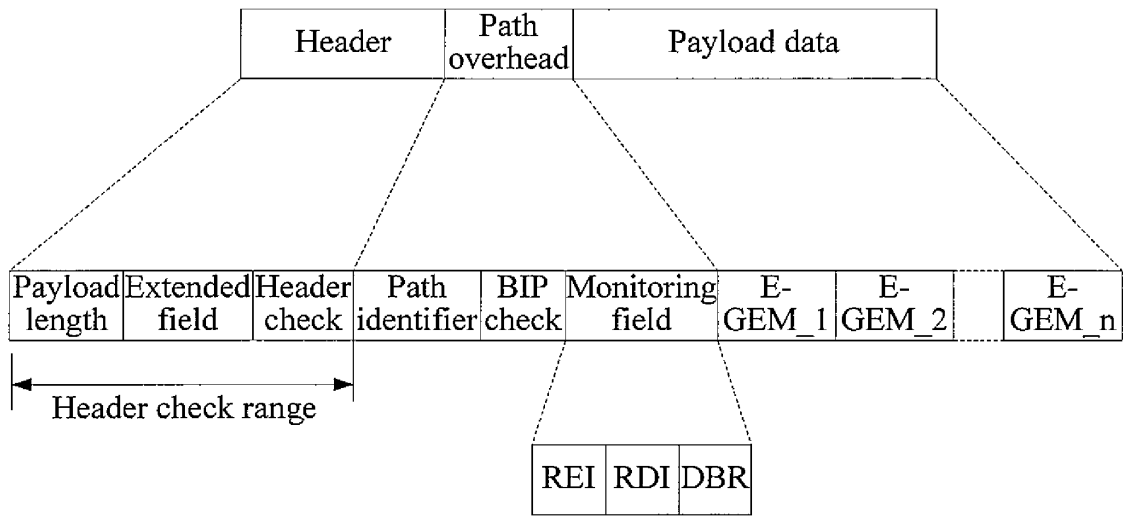 Header
Path
overhead
Payload data
Payload
length
Extended
field
Header
check
Path
identifier
BIP
check
Monitoring
field
E-
GEM_1
E-
GEM_2
E-
GEM_n
Header check range
REI
RDI
DBR